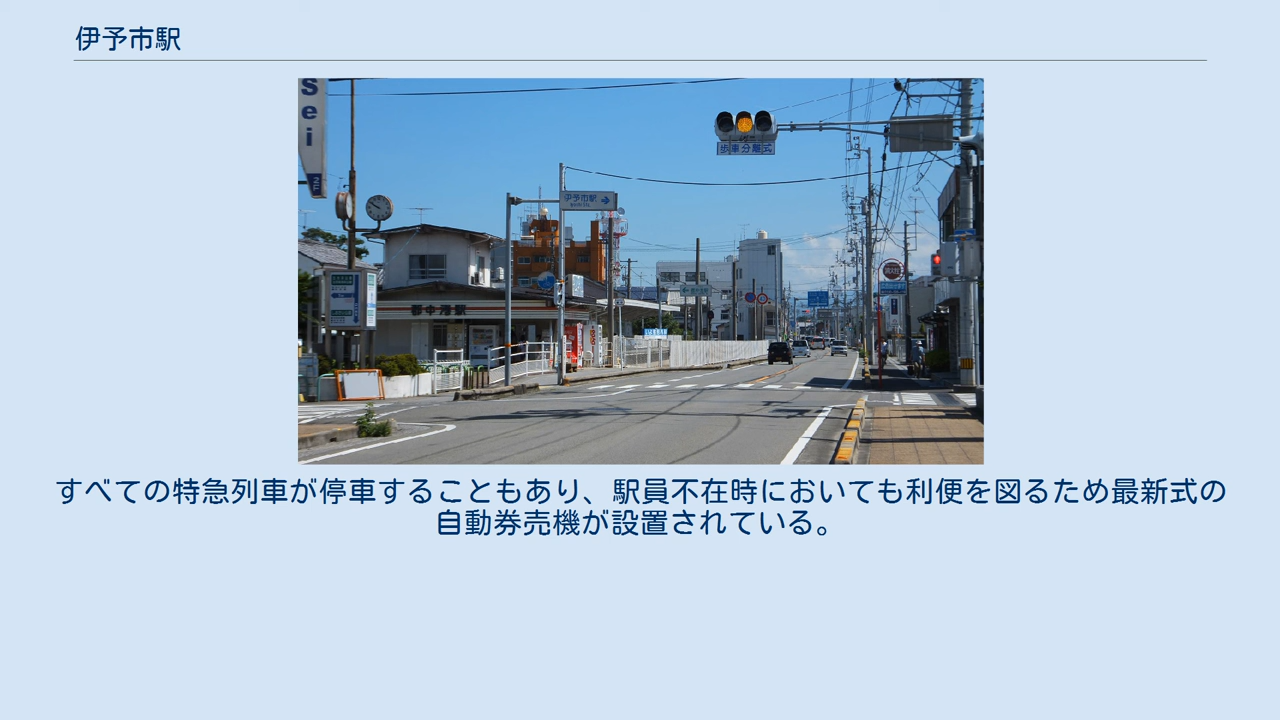 伊予市駅
sei
2F
歩車分離式
伊予市駅
郡中港駅
すべての特急列車が停車することもあり、駅員不在時においても利便を図るため最新式の
自動券売機が設置されている。